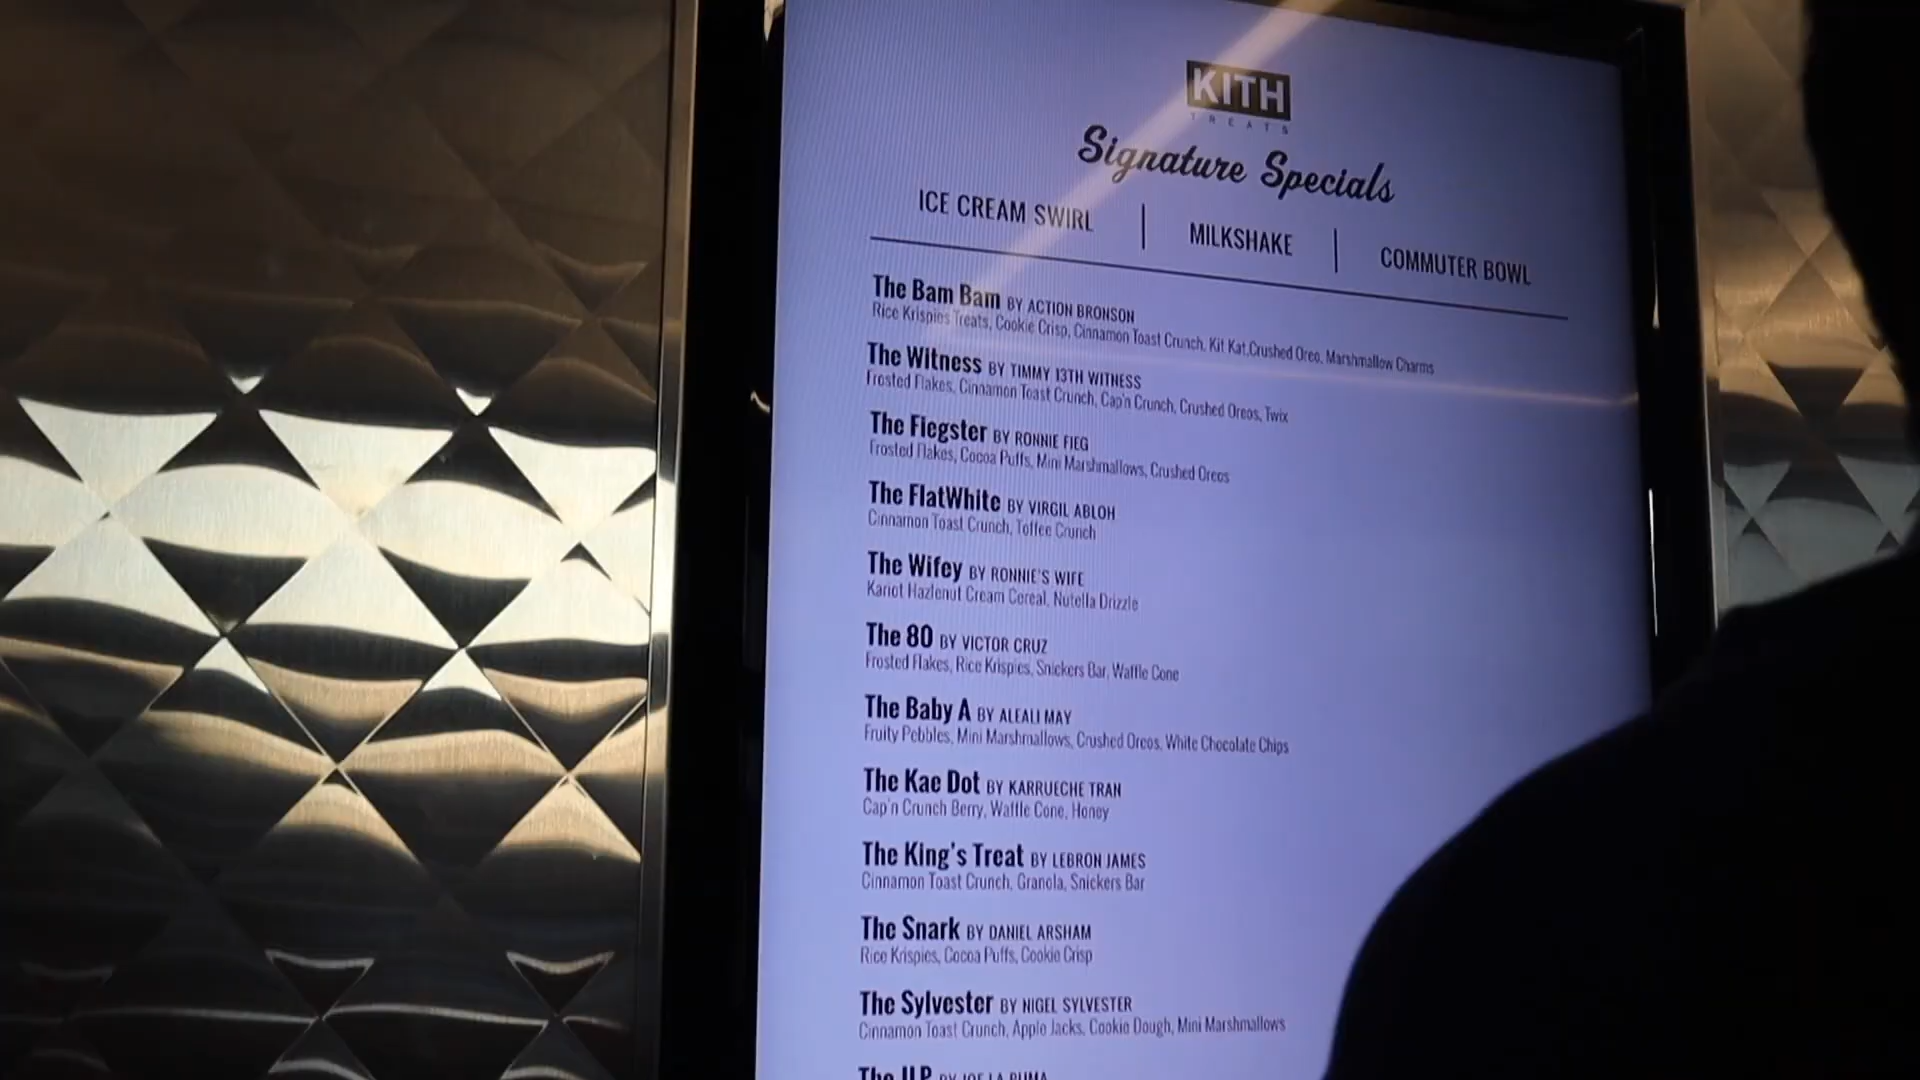 KITH
TREATS
Signature Specials
ICE CREAM SWIRL | MILKSHAKE | COMMUTER BOWL
The Bam Bam BY ACTION BRONSON
Rice Krispies Treats, Cookie Crisp, Cinnamon Toast Crunch, Kit Kat,Crushed Oreo, Marshmallow Charms
The Witness BY TIMMY 13TH WITNESS
Frosted Flakes, Cinnamon Toast Crunch, Cap'n Crunch, Crushed Oreos, Twix
The Fiegster BY RONNIE FIEG
Frosted Flakes, Cocoa Puffs, Mini Marshmallows, Crushed Oreos
The FlatWhite BY VIRGIL ABLOH
Cinnamon Toast Crunch, Toffee Crunch
The Wifey BY RONNIE'S WIFE
Kariot Hazlenut Cream Cereal, Nutella Drizzle
The 80 BY VICTOR CRUZ
Frosted Flakes, Rice Krispies, Snickers Bar, Waffle Cone
The Baby A BY ALEALI MAY
Fruity Pebbles, Mini Marshmallows, Crushed Oreos, White Chocolate Chips
The Kae Dot BY KARRUECHE TRAN
Cap'n Crunch Berry, Waffle Cone, Honey
The King's Treat BY LEBRON JAMES
Cinnamon Toast Crunch, Granola, Snickers Bar
The Snark BY DANIEL ARSHAM
Rice Krispies, Cocoa Puffs, Cookie Crisp
The Sylvester BY NIGEL SYLVESTER
Cinnamon Toast Crunch, Apple Jacks, Cookie Dough, Mini Marshmallows
The BY JOE LA PUMA